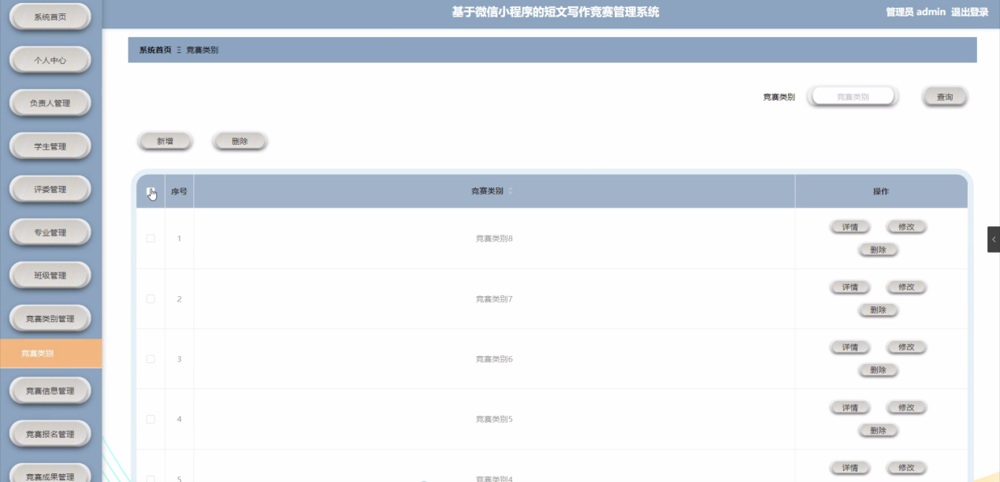 系统首页
基于微信小程序的短文写作竞赛管理系统
管理员 admin 退出登录
个人中心
负责人管理
学生管理
评委管理
专业管理
班级管理
竞赛类别管理
竞赛类别
竞赛信息管理
竞赛报名管理
竞赛成果管理
系统首页 Ξ 竞赛类别
竞赛类别 竞赛类别 查询
新增 删除
序号 竞赛类别 操作
1 竞赛类别8 详情 修改
删除
2 竞赛类别7 详情 修改
删除
3 竞赛类别6 详情 修改
删除
4 竞赛类别5 详情 修改
删除
5 竞赛类别4 详情 修改